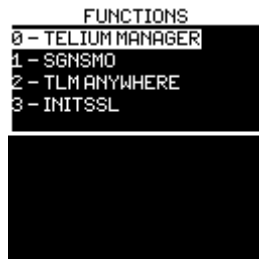 FUNCTIONS
0 - TELIUM MANAGER
1 - SGNSMO
2 - TLM ANYWHERE
3 - INITSSL